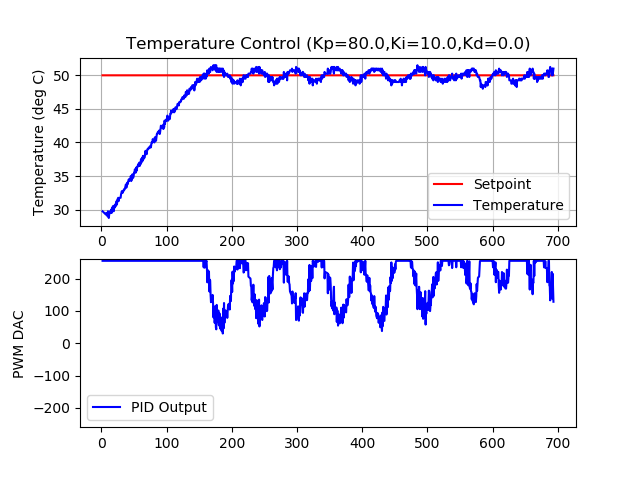 Temperature Control (Kp=80.0,Ki=10.0,Kd=0.0)
Temperature (deg C)
50
45
40
35
30
Setpoint
Temperature
0 100 200 300 400 500 600 700
PWM DAC
200
100
0
−100
−200
PID Output
0 100 200 300 400 500 600 700